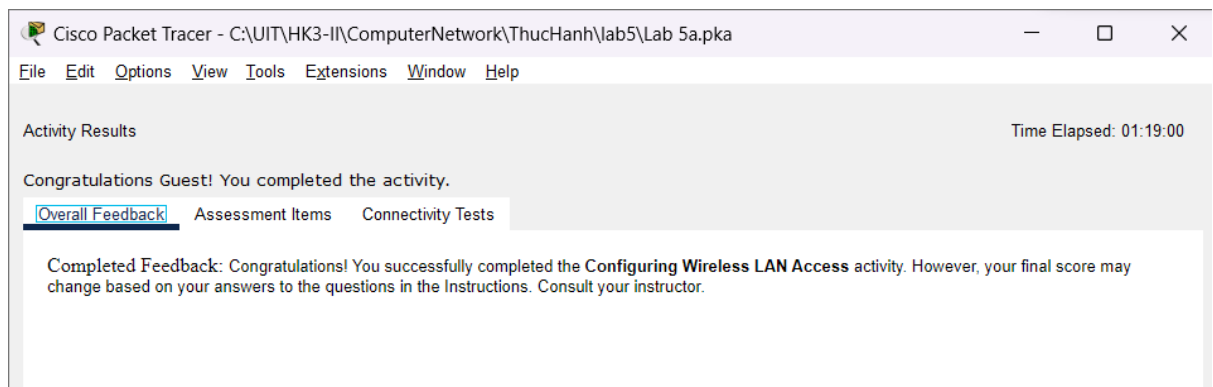 Cisco Packet Tracer - C:\UIT\HK3-II\ComputerNetwork\ThucHanh\lab5\Lab 5a.pka
File Edit Options View Tools Extensions Window Help
Activity Results Time Elapsed: 01:19:00
Congratulations Guest! You completed the activity.
Overall Feedback Assessment Items Connectivity Tests
Completed Feedback: Congratulations! You successfully completed the Configuring Wireless LAN Access activity. However, your final score may
change based on your answers to the questions in the Instructions. Consult your instructor.